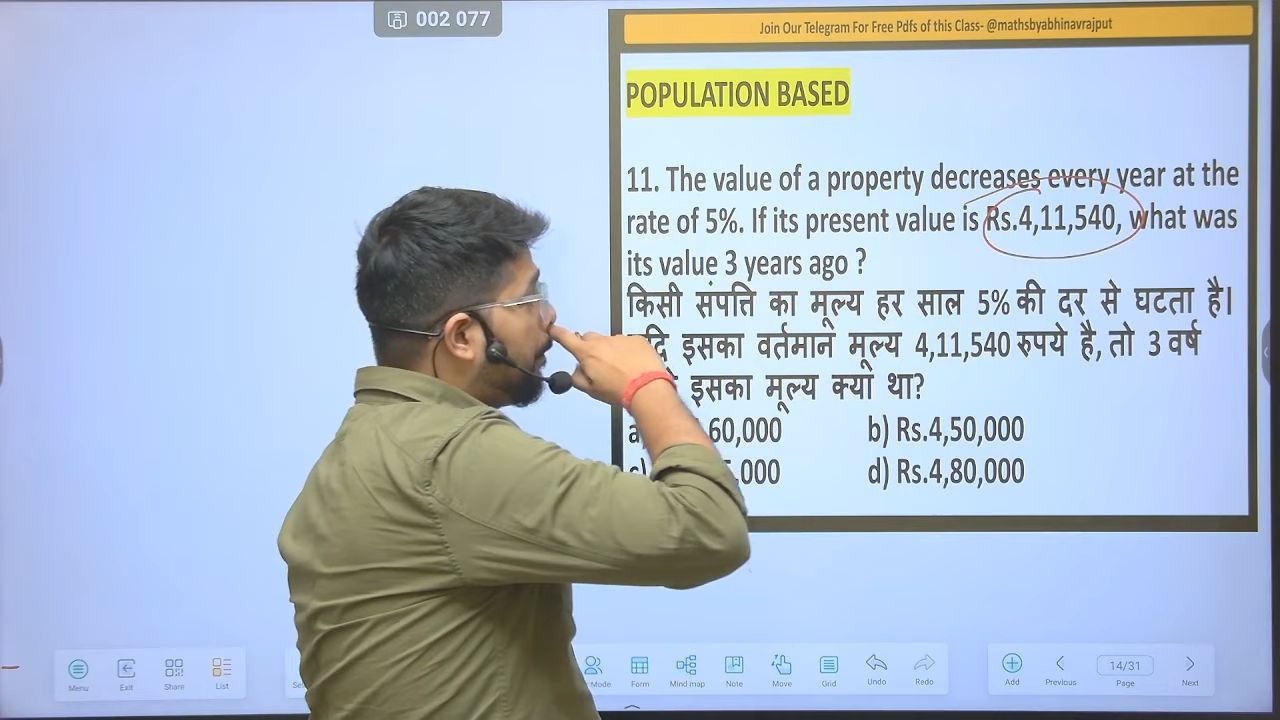 002 077
Join Our Telegram For Free Pdfs of this Class- @mathsbyabhinavrajput
POPULATION BASED
11. The value of a property decreases every year at the
rate of 5%. If its present value is Rs.4,11,540, what was
its value 3 years ago ?
किसी संपत्ति का मूल्य हर साल 5% की दर से घटता है।
इसका वर्तमान मूल्य 4,11,540 रुपये है, तो 3 वर्ष
इसका मूल्य क्या था?
60,000 b) Rs.4,50,000
,000 d) Rs.4,80,000
Menu Exit Share List Mode Form Mind map Note Move Grid Undo Redo Add Previous 14/31 Page Next